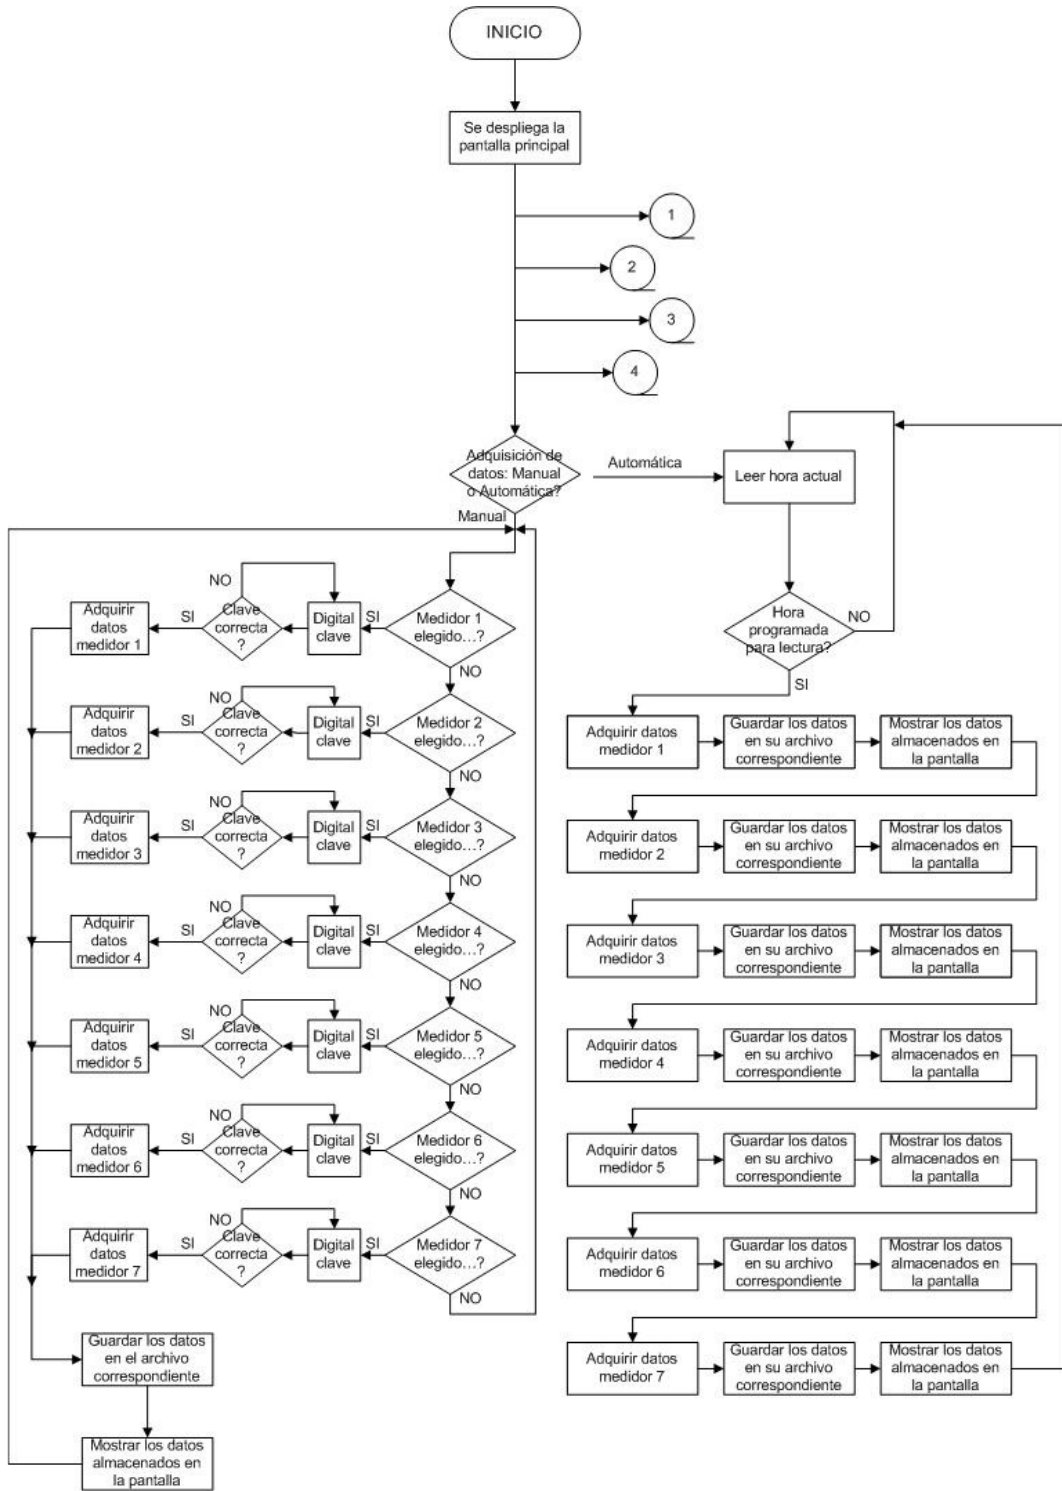 INICIO
Se despliega la
pantalla principal
1
2
3
4
Adquisición de
datos: Manual
o Automática?
Automática
Leer hora actual
Manual
Hora
programada
para lectura?
NO
SI
Adquirir
datos
medidor 1
SI
NO
Clave
correcta
?
Digital
clave
SI
Medidor 1
elegido...?
NO
Adquirir
datos
medidor 2
SI
NO
Clave
correcta
?
Digital
clave
SI
Medidor 2
elegido...?
NO
Adquirir
datos
medidor 3
SI
NO
Clave
correcta
?
Digital
clave
SI
Medidor 3
elegido...?
NO
Adquirir
datos
medidor 4
SI
NO
Clave
correcta
?
Digital
clave
SI
Medidor 4
elegido...?
NO
Adquirir
datos
medidor 5
SI
NO
Clave
correcta
?
Digital
clave
SI
Medidor 5
elegido...?
NO
Adquirir
datos
medidor 6
SI
NO
Clave
correcta
?
Digital
clave
SI
Medidor 6
elegido...?
NO
Adquirir
datos
medidor 7
SI
NO
Clave
correcta
?
Digital
clave
SI
Medidor 7
elegido...?
NO
Guardar los datos
en el archivo
correspondiente
Mostrar los datos
almacenados en
la pantalla
Adquirir datos
medidor 1
Guardar los datos
en su archivo
correspondiente
Mostrar los datos
almacenados en
la pantalla
Adquirir datos
medidor 2
Guardar los datos
en su archivo
correspondiente
Mostrar los datos
almacenados en
la pantalla
Adquirir datos
medidor 3
Guardar los datos
en su archivo
correspondiente
Mostrar los datos
almacenados en
la pantalla
Adquirir datos
medidor 4
Guardar los datos
en su archivo
correspondiente
Mostrar los datos
almacenados en
la pantalla
Adquirir datos
medidor 5
Guardar los datos
en su archivo
correspondiente
Mostrar los datos
almacenados en
la pantalla
Adquirir datos
medidor 6
Guardar los datos
en su archivo
correspondiente
Mostrar los datos
almacenados en
la pantalla
Adquirir datos
medidor 7
Guardar los datos
en su archivo
correspondiente
Mostrar los datos
almacenados en
la pantalla